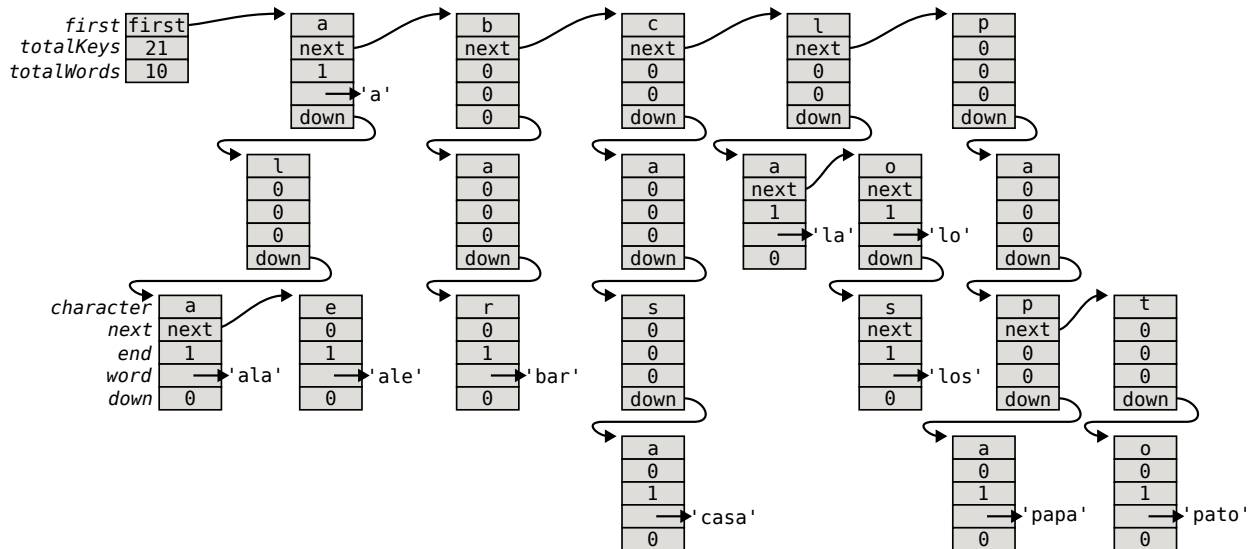 first first a b c l p
totalKeys 21 next next next next 0
totalWords 10 1 0 0 0 0
'a' 0 0 0 0
down 0 down down down
l a a a o a
0 0 0 next next 0
0 0 0 1 1 0
0 0 0 'la' 'lo' 0
down down down 0 down down
character a e r s s p t
next next 0 0 0 next next 0
end 1 1 1 0 1 0 0
word 'ala' 'ale' 'bar' 0 'los' 0 0
down 0 0 0 down 0 down down
a a o
0 0 0
1 1 1
'casa' 'papa' 'pato'
0 0 0